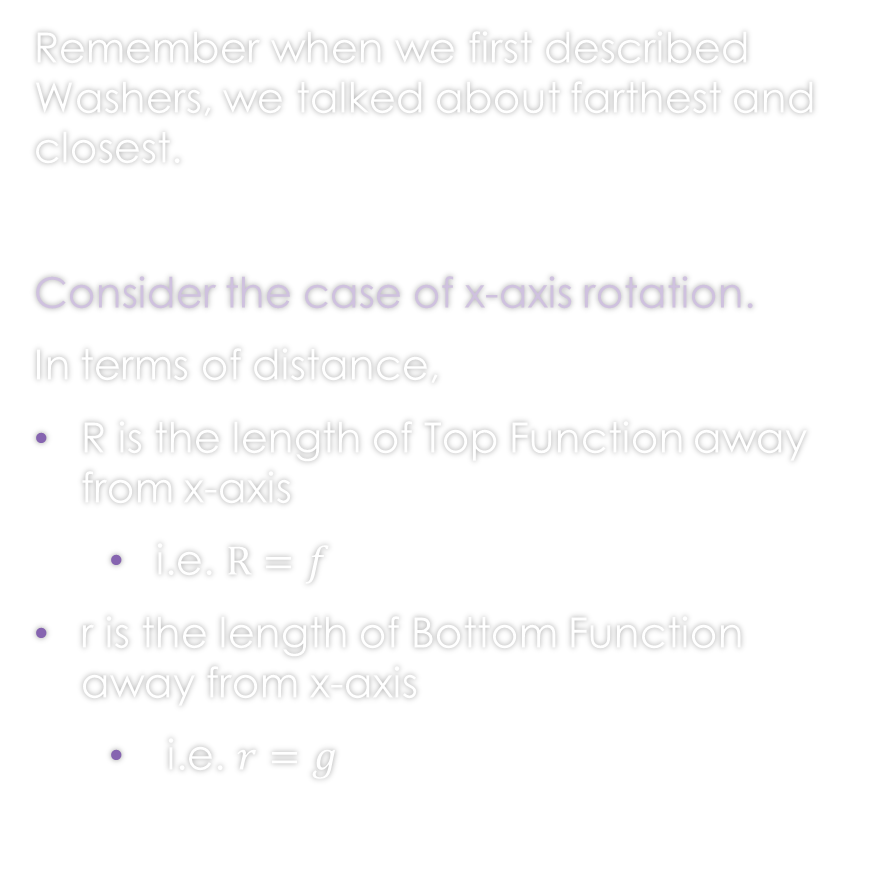 Remember when we first described
Washers, we talked about farthest and
closest.
Consider the case of x-axis rotation.
In terms of distance,
• R is the length of Top Function away
from x-axis
• i.e. R = f
• r is the length of Bottom Function
away from x-axis
• i.e. r = g